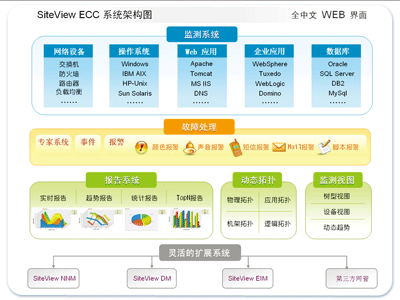 SiteView ECC 系统架构图
全中文 WEB 界面
监测系统
网络设备 操作系统 Web 应用 企业应用 数据库
交换机 Windows Apache WebSphere Oracle
防火墙 IBM AIX Tomcat Tuxedo SQL Server
路由器 HP-Unix MS IIS WebLogic DB2
负载均衡 Sun Solaris DNS Domino MySql
…… …… …… …… ……
故障处理
专家系统 事件 报警 颜色报警 声音报警 短信报警 Mail报警 脚本报警
报告系统 动态拓扑 监测视图
实时报告 趋势报告 统计报告 TopN报告
物理拓扑 应用拓扑
机架拓扑 逻辑拓扑
树型视图
设备视图
动态趋势
灵活的扩展系统
SiteView NNM SiteView DM SiteView EIM 第三方网管